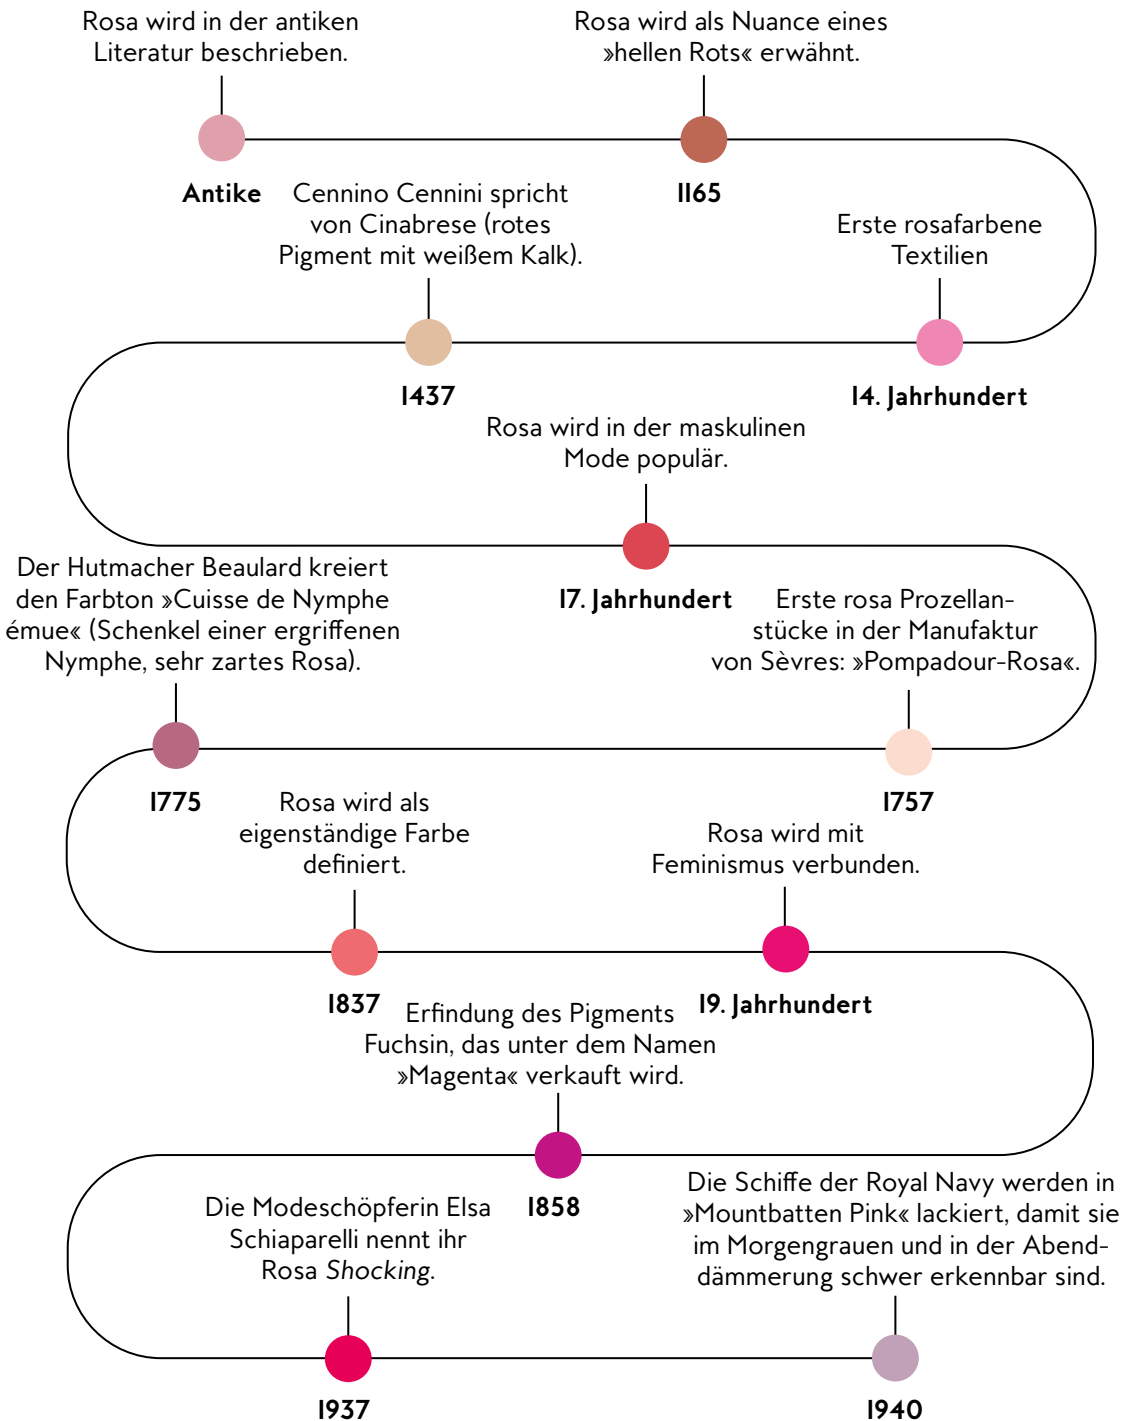 Rosa wird in der antiken
Literatur beschrieben.
Antike
Rosa wird als Nuance eines
»hellen Rots« erwähnt.
1165
Erste rosafarbene
Textilien
14. Jahrhundert
Cennino Cennini spricht
von Cinabrese (rotes
Pigment mit weißem Kalk).
1437
Rosa wird in der maskulinen
Mode populär.
17. Jahrhundert
Erste rosa Prozellan-
stücke in der Manufaktur
von Sèvres: »Pompadour-Rosa«.
1757
Der Hutmacher Beaulard kreiert
den Farbton »Cuisse de Nymphe
émue« (Schenkel einer ergriffenen
Nymphe, sehr zartes Rosa).
1775
Rosa wird als
eigenständige Farbe
definiert.
1837
Rosa wird mit
Feminismus verbunden.
19. Jahrhundert
Erfindung des Pigments
Fuchsin, das unter dem Namen
»Magenta« verkauft wird.
1858
Die Modeschöpferin Elsa
Schiaparelli nennt ihr
Rosa Shocking.
1937
Die Schiffe der Royal Navy werden in
»Mountbatten Pink« lackiert, damit sie
im Morgengrauen und in der Abend-
dämmerung schwer erkennbar sind.
1940